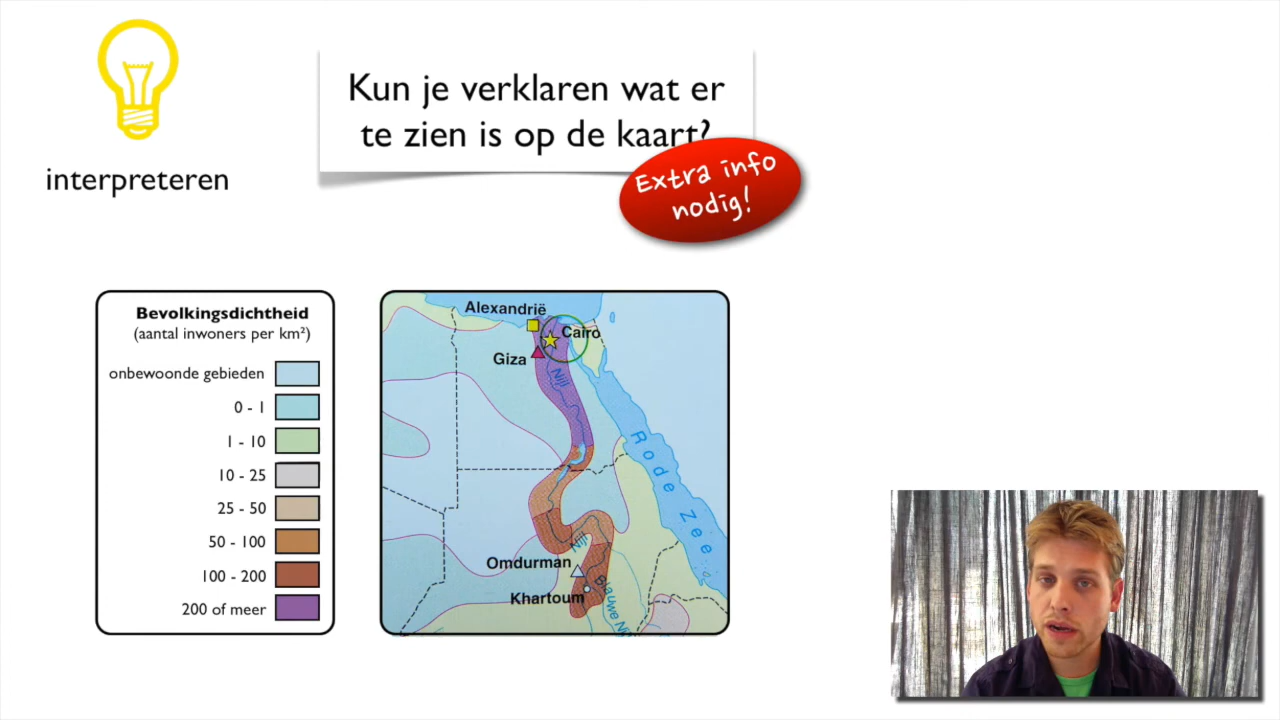 interpreteren
Kun je verklaren wat er
te zien is op de kaart?
Extra info
nodig!
Bevolkingsdichtheid
(aantal inwoners per km²)
onbewoonde gebieden
0 - 1
1 - 10
10 - 25
25 - 50
50 - 100
100 - 200
200 of meer
Alexandrië
Cairo
Giza
Nijl
Rode Zee
Nijl
Omdurman
Khartoum
Blauwe Nijl